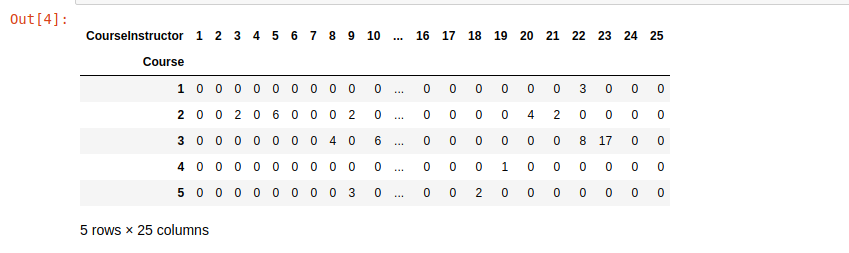 Out[4]:
CourseInstructor 1 2 3 4 5 6 7 8 9 10 ... 16 17 18 19 20 21 22 23 24 25
Course
1 0 0 0 0 0 0 0 0 0 0 ... 0 0 0 0 0 0 3 0 0 0
2 0 0 2 0 6 0 0 0 2 0 ... 0 0 0 0 4 2 0 0 0 0
3 0 0 0 0 0 0 0 4 0 6 ... 0 0 0 0 0 0 8 17 0 0
4 0 0 0 0 0 0 0 0 0 0 ... 0 0 0 1 0 0 0 0 0 0
5 0 0 0 0 0 0 0 0 3 0 ... 0 0 2 0 0 0 0 0 0 0
5 rows × 25 columns